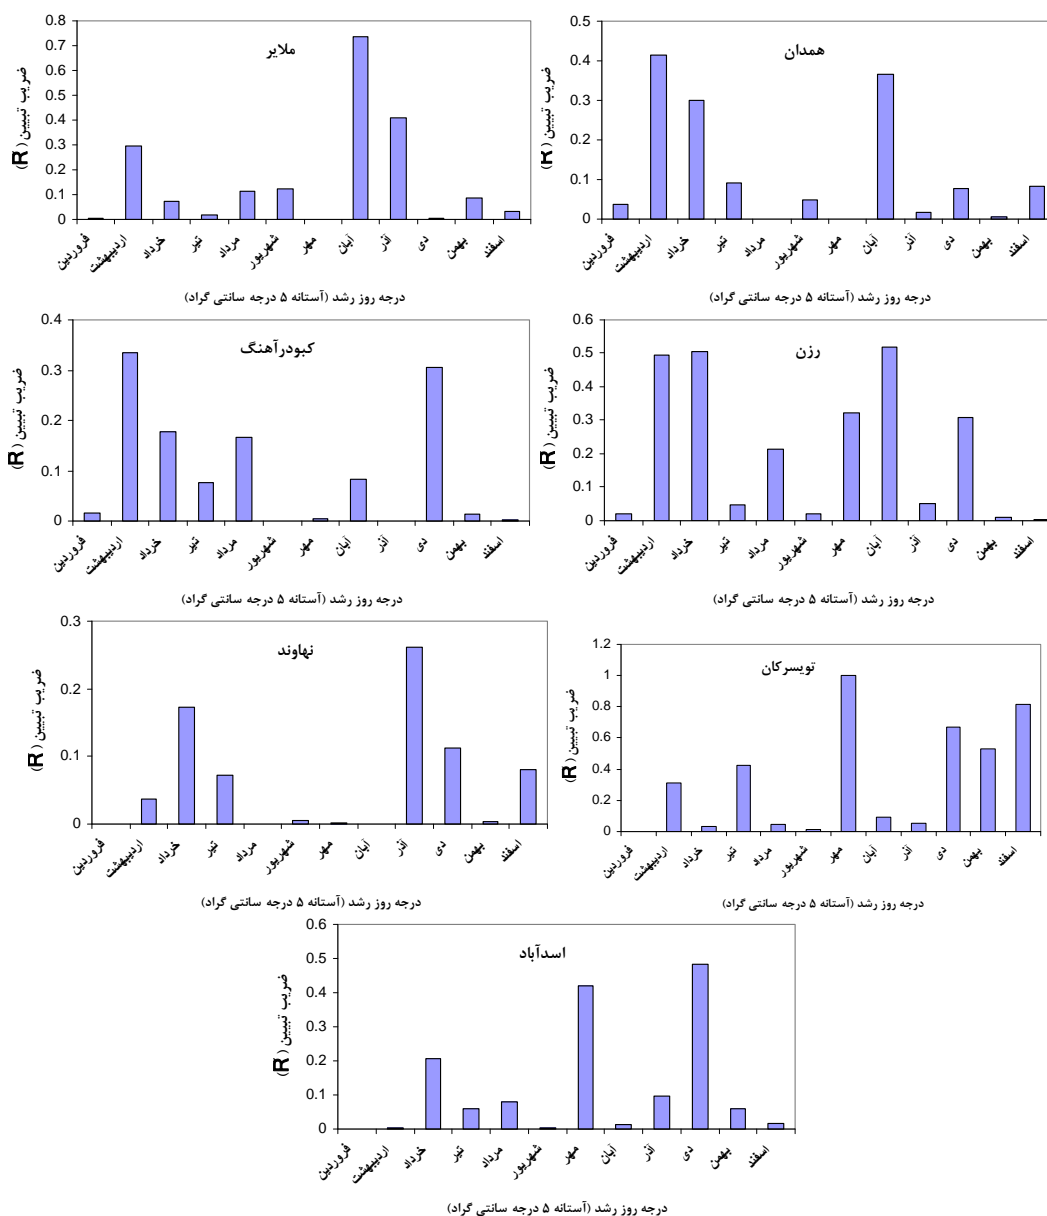 ملایر
ضریب تبیین (R)
0.8
0.7
0.6
0.5
0.4
0.3
0.2
0.1
0
فروردین
اردیبهشت
خرداد
تیر
مرداد
شهریور
مهر
آبان
آذر
دی
بهمن
اسفند
درجه روز رشد (آستانه ۵ درجه سانتی گراد)
همدان
ضریب تبیین (R)
0.5
0.4
0.3
0.2
0.1
0
فروردین
اردیبهشت
خرداد
تیر
مرداد
شهریور
مهر
آبان
آذر
دی
بهمن
اسفند
درجه روز رشد (آستانه ۵ درجه سانتی گراد)
کبودرآهنگ
ضریب تبیین (R)
0.4
0.3
0.2
0.1
0
فروردین
اردیبهشت
خرداد
تیر
مرداد
شهریور
مهر
آبان
آذر
دی
بهمن
اسفند
درجه روز رشد (آستانه ۵ درجه سانتی گراد)
رزن
ضریب تبیین (R)
0.6
0.5
0.4
0.3
0.2
0.1
0
فروردین
اردیبهشت
خرداد
تیر
مرداد
شهریور
مهر
آبان
آذر
دی
بهمن
اسفند
درجه روز رشد (آستانه ۵ درجه سانتی گراد)
نهاوند
ضریب تبیین (R)
0.3
0.2
0.1
0
فروردین
اردیبهشت
خرداد
تیر
مرداد
شهریور
مهر
آبان
آذر
دی
بهمن
اسفند
درجه روز رشد (آستانه ۵ درجه سانتی گراد)
تویسرکان
ضریب تبیین (R)
1.2
1
0.8
0.6
0.4
0.2
0
فروردین
اردیبهشت
خرداد
تیر
مرداد
شهریور
مهر
آبان
آذر
دی
بهمن
اسفند
درجه روز رشد (آستانه ۵ درجه سانتی گراد)
اسدآباد
ضریب تبیین (R)
0.6
0.5
0.4
0.3
0.2
0.1
0
فروردین
اردیبهشت
خرداد
تیر
مرداد
شهریور
مهر
آبان
آذر
دی
بهمن
اسفند
درجه روز رشد (آستانه ۵ درجه سانتی گراد)